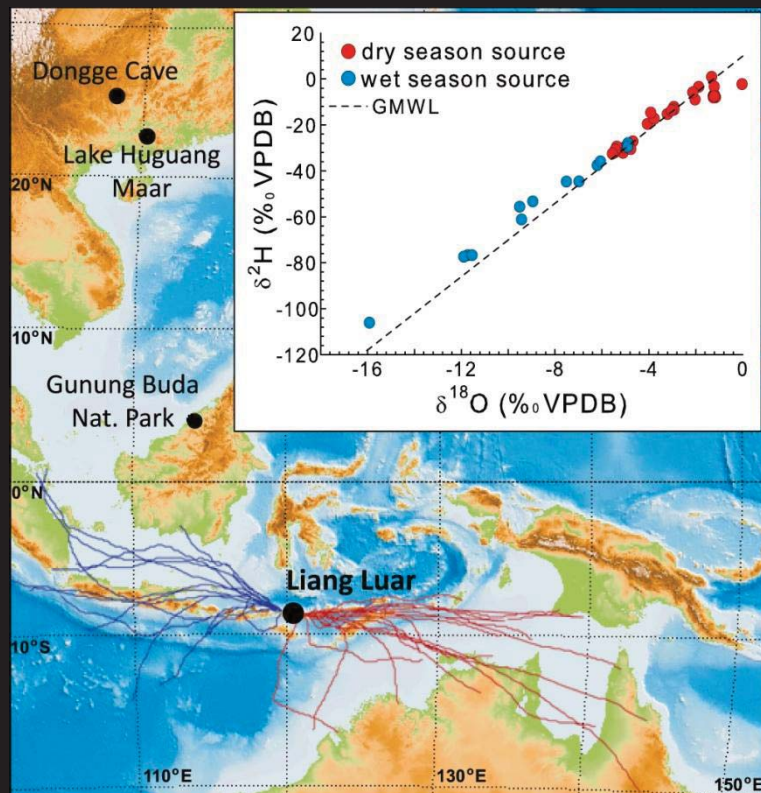 Dongge Cave
Lake Huguang
Maar
20°N
10°N
Gunung Buda
Nat. Park
0°N
Liang Luar
10°S
110°E
130°E
150°E
20
0
-20
-40
-60
-80
-100
-120
-16
-12
-8
-4
0
δ²H (‰ VPDB)
δ¹⁸O (‰ VPDB)
dry season source
wet season source
GMWL